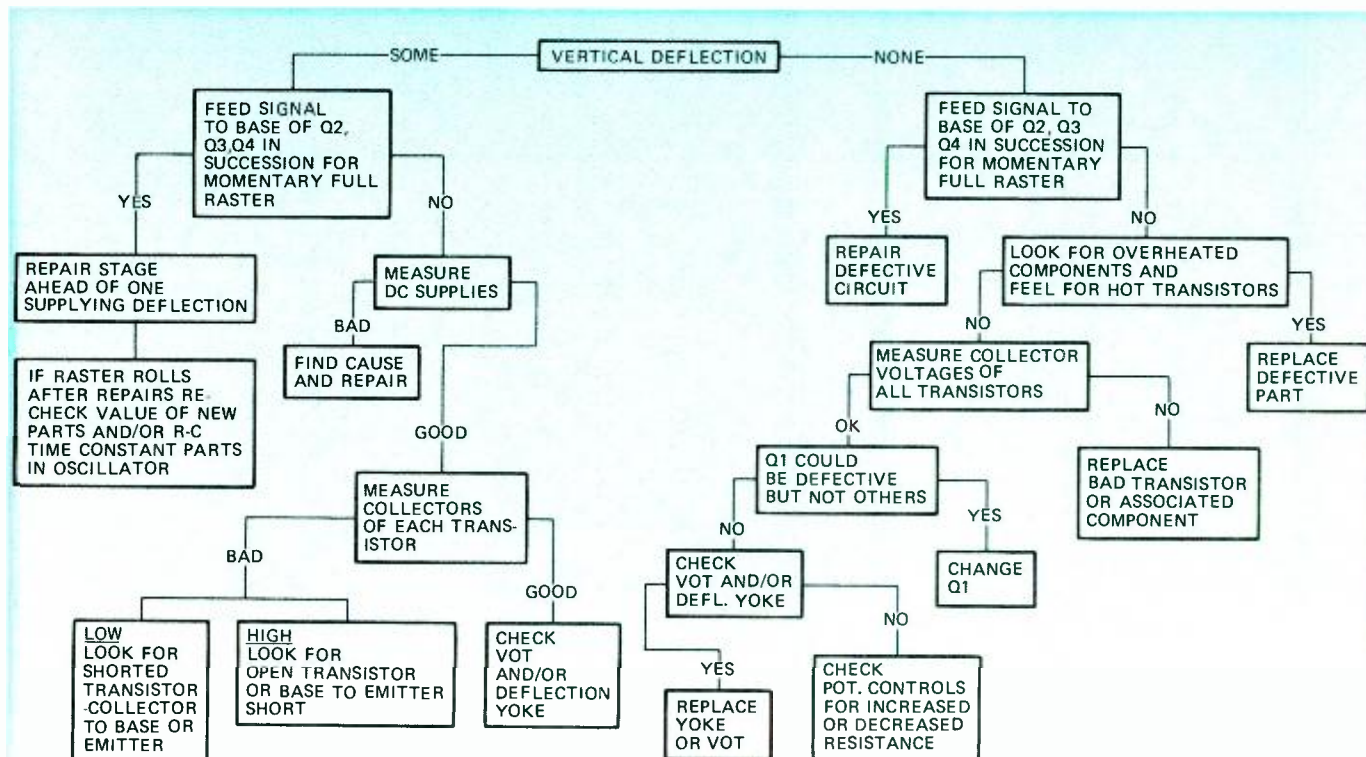 VERTICAL DEFLECTION
SOME
NONE
FEED SIGNAL
TO BASE OF Q2,
Q3,Q4 IN
SUCCESSION FOR
MOMENTARY FULL
RASTER
YES
NO
REPAIR STAGE
AHEAD OF ONE
SUPPLYING DEFLECTION
IF RASTER ROLLS
AFTER REPAIRS RE-
CHECK VALUE OF NEW
PARTS AND/OR R-C
TIME CONSTANT PARTS
IN OSCILLATOR
MEASURE
DC SUPPLIES
BAD
FIND CAUSE
AND REPAIR
GOOD
MEASURE
COLLECTORS
OF EACH TRANS-
ISTOR
BAD
GOOD
LOW
LOOK FOR
SHORTED
TRANSISTOR
-COLLECTOR
TO BASE OR
EMITTER
HIGH
LOOK FOR
OPEN TRANSISTOR
OR BASE TO EMITTER
SHORT
CHECK
VOT
AND/OR
DEFLECTION
YOKE
FEED SIGNAL TO
BASE OF Q2, Q3
Q4 IN SUCCESSION
FOR MOMENTARY
FULL RASTER
YES
NO
REPAIR
DEFECTIVE
CIRCUIT
LOOK FOR OVERHEATED
COMPONENTS AND
FEEL FOR HOT TRANSISTORS
NO
YES
MEASURE COLLECTOR
VOLTAGES OF
ALL TRANSISTORS
REPLACE
DEFECTIVE
PART
OK
NO
Q1 COULD
BE DEFECTIVE
BUT NOT OTHERS
REPLACE
BAD TRANSISTOR
OR ASSOCIATED
COMPONENT
NO
YES
CHECK
VOT AND/OR
DEFL. YOKE
CHANGE
Q1
YES
NO
REPLACE
YOKE
OR VOT
CHECK
POT. CONTROLS
FOR INCREASED
OR DECREASED
RESISTANCE